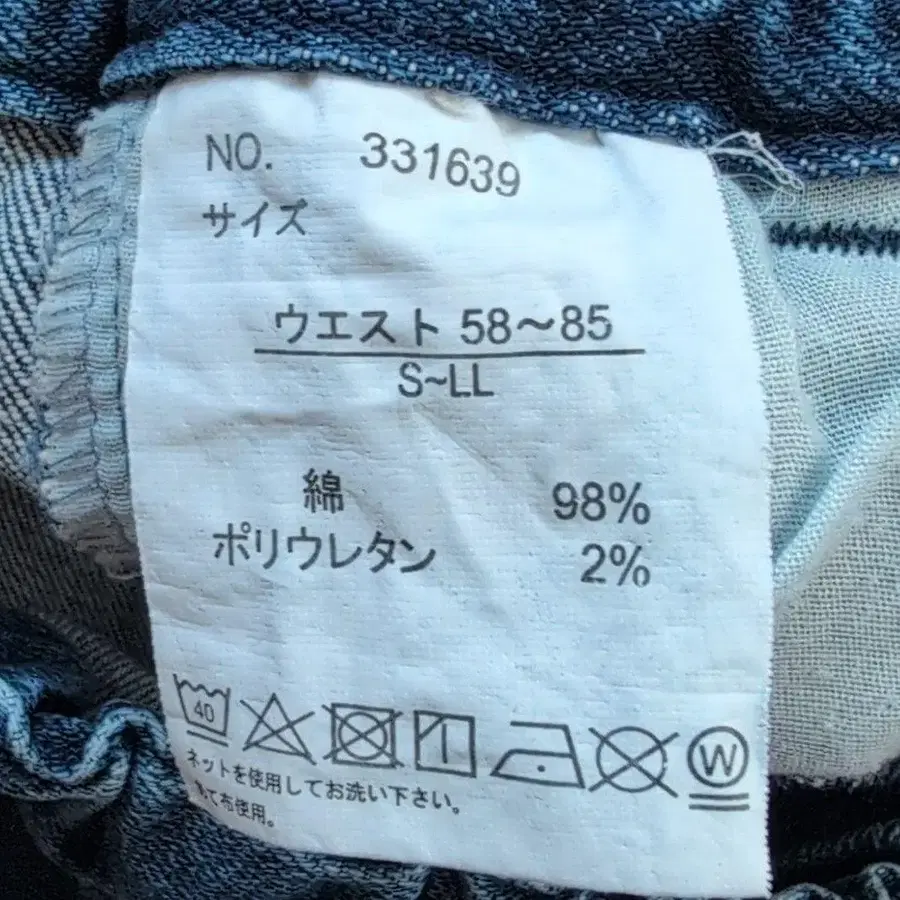 NO. 331639
サイズ
ウエスト 58～85
S~LL
綿 98%
ポリウレタン 2%
40 W
ネットを使用してお洗い下さい。
て布使用。